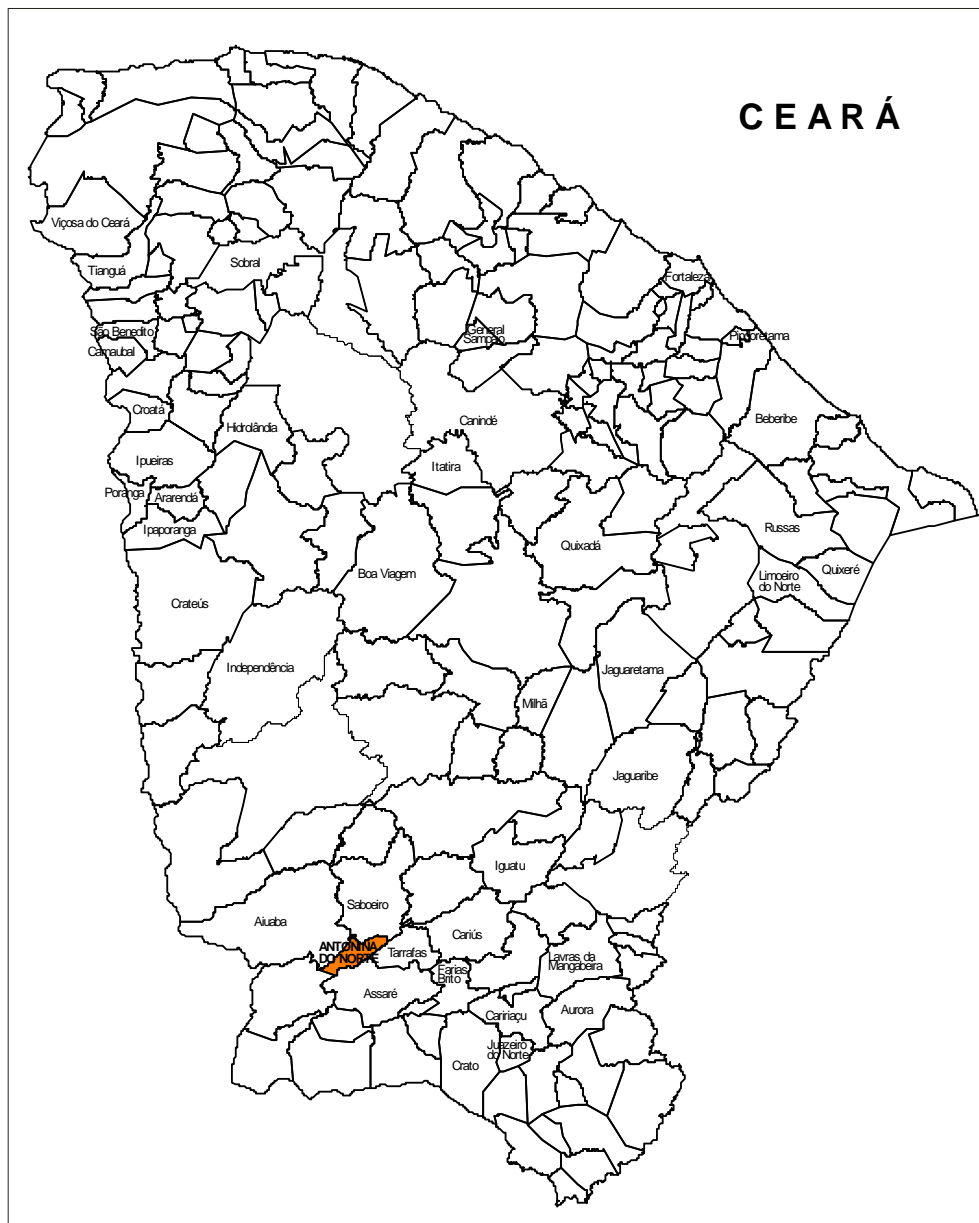 CEARÁ
Viçosa do Ceará
Tianguá
Sobral
Fortaleza
São Benedito
Carnaubal
General
Sampaio
Pindoretama
Croatá
Hidrolândia
Canindé
Beberibe
Ipueiras
Itatira
Poranga
Ararendá
Ipaporanga
Russas
Quixadá
Boa Viagem
Limoeiro
do Norte
Quixeré
Crateús
Independência
Jaguaretama
Milhã
Jaguaribe
Iguatu
Saboeiro
Aiuaba
Cariús
ANTONINA
DO NORTE
Tarrafas
Lavras da
Mangabeira
Farias
Brito
Assaré
Caririaçu
Aurora
Juazeiro
do Norte
Crato